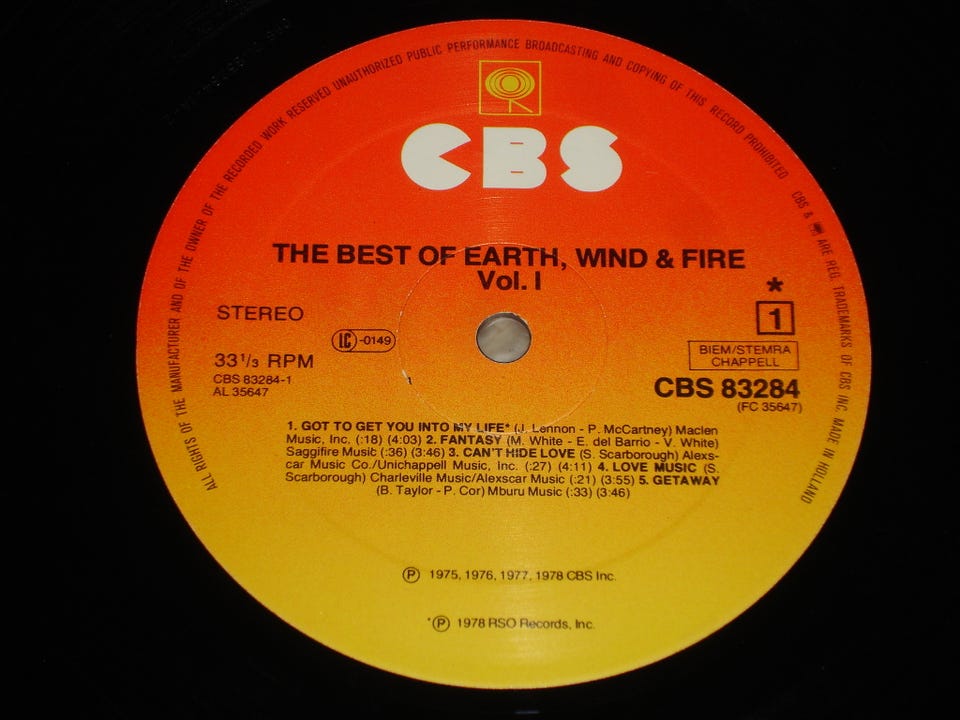 ALL RIGHTS OF THE MANUFACTURER AND OF THE OWNER OF THE RECORDED WORK RESERVED UNAUTHORIZED PUBLIC PERFORMANCE BROADCASTING AND COPYING OF THIS RECORD PROHIBITED CBS & ARE REG. TRADEMARKS OF CBS INC. MADE IN HOLLAND
CBS
THE BEST OF EARTH, WIND & FIRE
Vol. I
STEREO
*
1
LC-0149
BIEM/STEMRA
CHAPPELL
33 1/3 RPM
CBS 83284-1
AL 35647
CBS 83284
(FC 35647)
1. GOT TO GET YOU INTO MY LIFE* (J. Lennon - P. McCartney) Maclen
Music, Inc. (:18) (4:03) 2. FANTASY (M. White - E. del Barrio - V. White)
Saggifire Music (:36) (3:46) 3. CAN'T HIDE LOVE (S. Scarborough) Alexs-
car Music Co./Unichappell Music, Inc. (:27) (4:11) 4. LOVE MUSIC (S.
Scarborough) Charleville Music/Alexscar Music (:21) (3:55) 5. GETAWAY
(B. Taylor - P. Cor) Mburu Music (:33) (3:46)
℗ 1975, 1976, 1977, 1978 CBS Inc.
*℗ 1978 RSO Records, Inc.